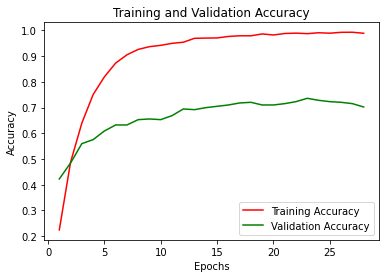 Training and Validation Accuracy
1.0
0.9
0.8
0.7
0.6
0.5
0.4
0.3
0.2
Accuracy
Training Accuracy
Validation Accuracy
0 5 10 15 20 25
Epochs